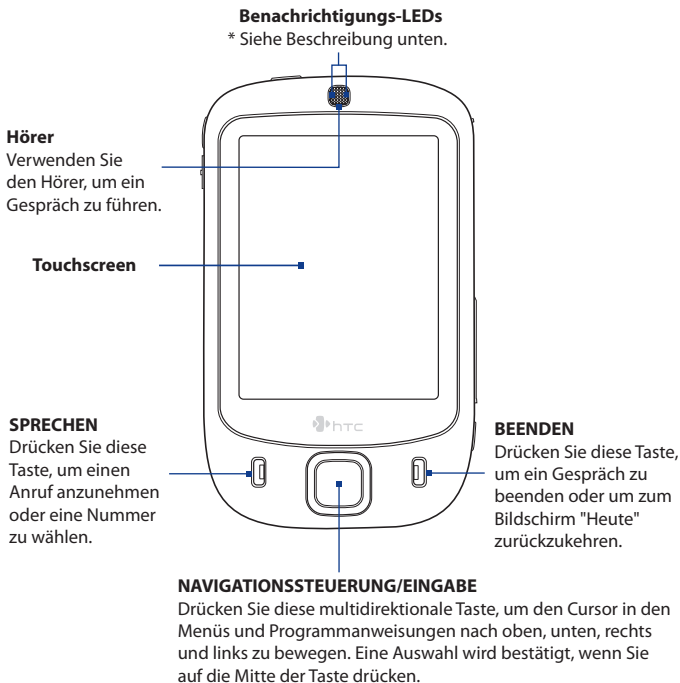 Benachrichtigungs-LEDs
* Siehe Beschreibung unten.
Hörer
Verwenden Sie
den Hörer, um ein
Gespräch zu führen.
Touchscreen
hTC
SPRECHEN
Drücken Sie diese
Taste, um einen
Anruf anzunehmen
oder eine Nummer
zu wählen.
BEENDEN
Drücken Sie diese Taste,
um ein Gespräch zu
beenden oder um zum
Bildschirm "Heute"
zurückzukehren.
NAVIGATIONSSTEUERUNG/EINGABE
Drücken Sie diese multidirektionale Taste, um den Cursor in den
Menüs und Programmanweisungen nach oben, unten, rechts
und links zu bewegen. Eine Auswahl wird bestätigt, wenn Sie
auf die Mitte der Taste drücken.